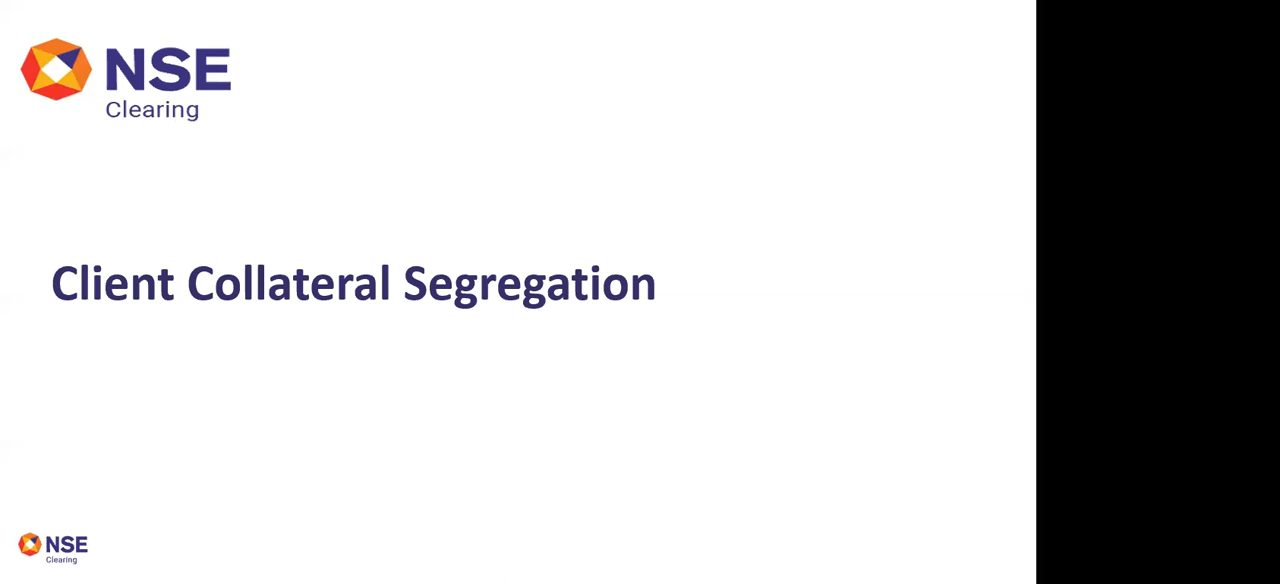 NSE
Clearing
Client Collateral Segregation
NSE
Clearing